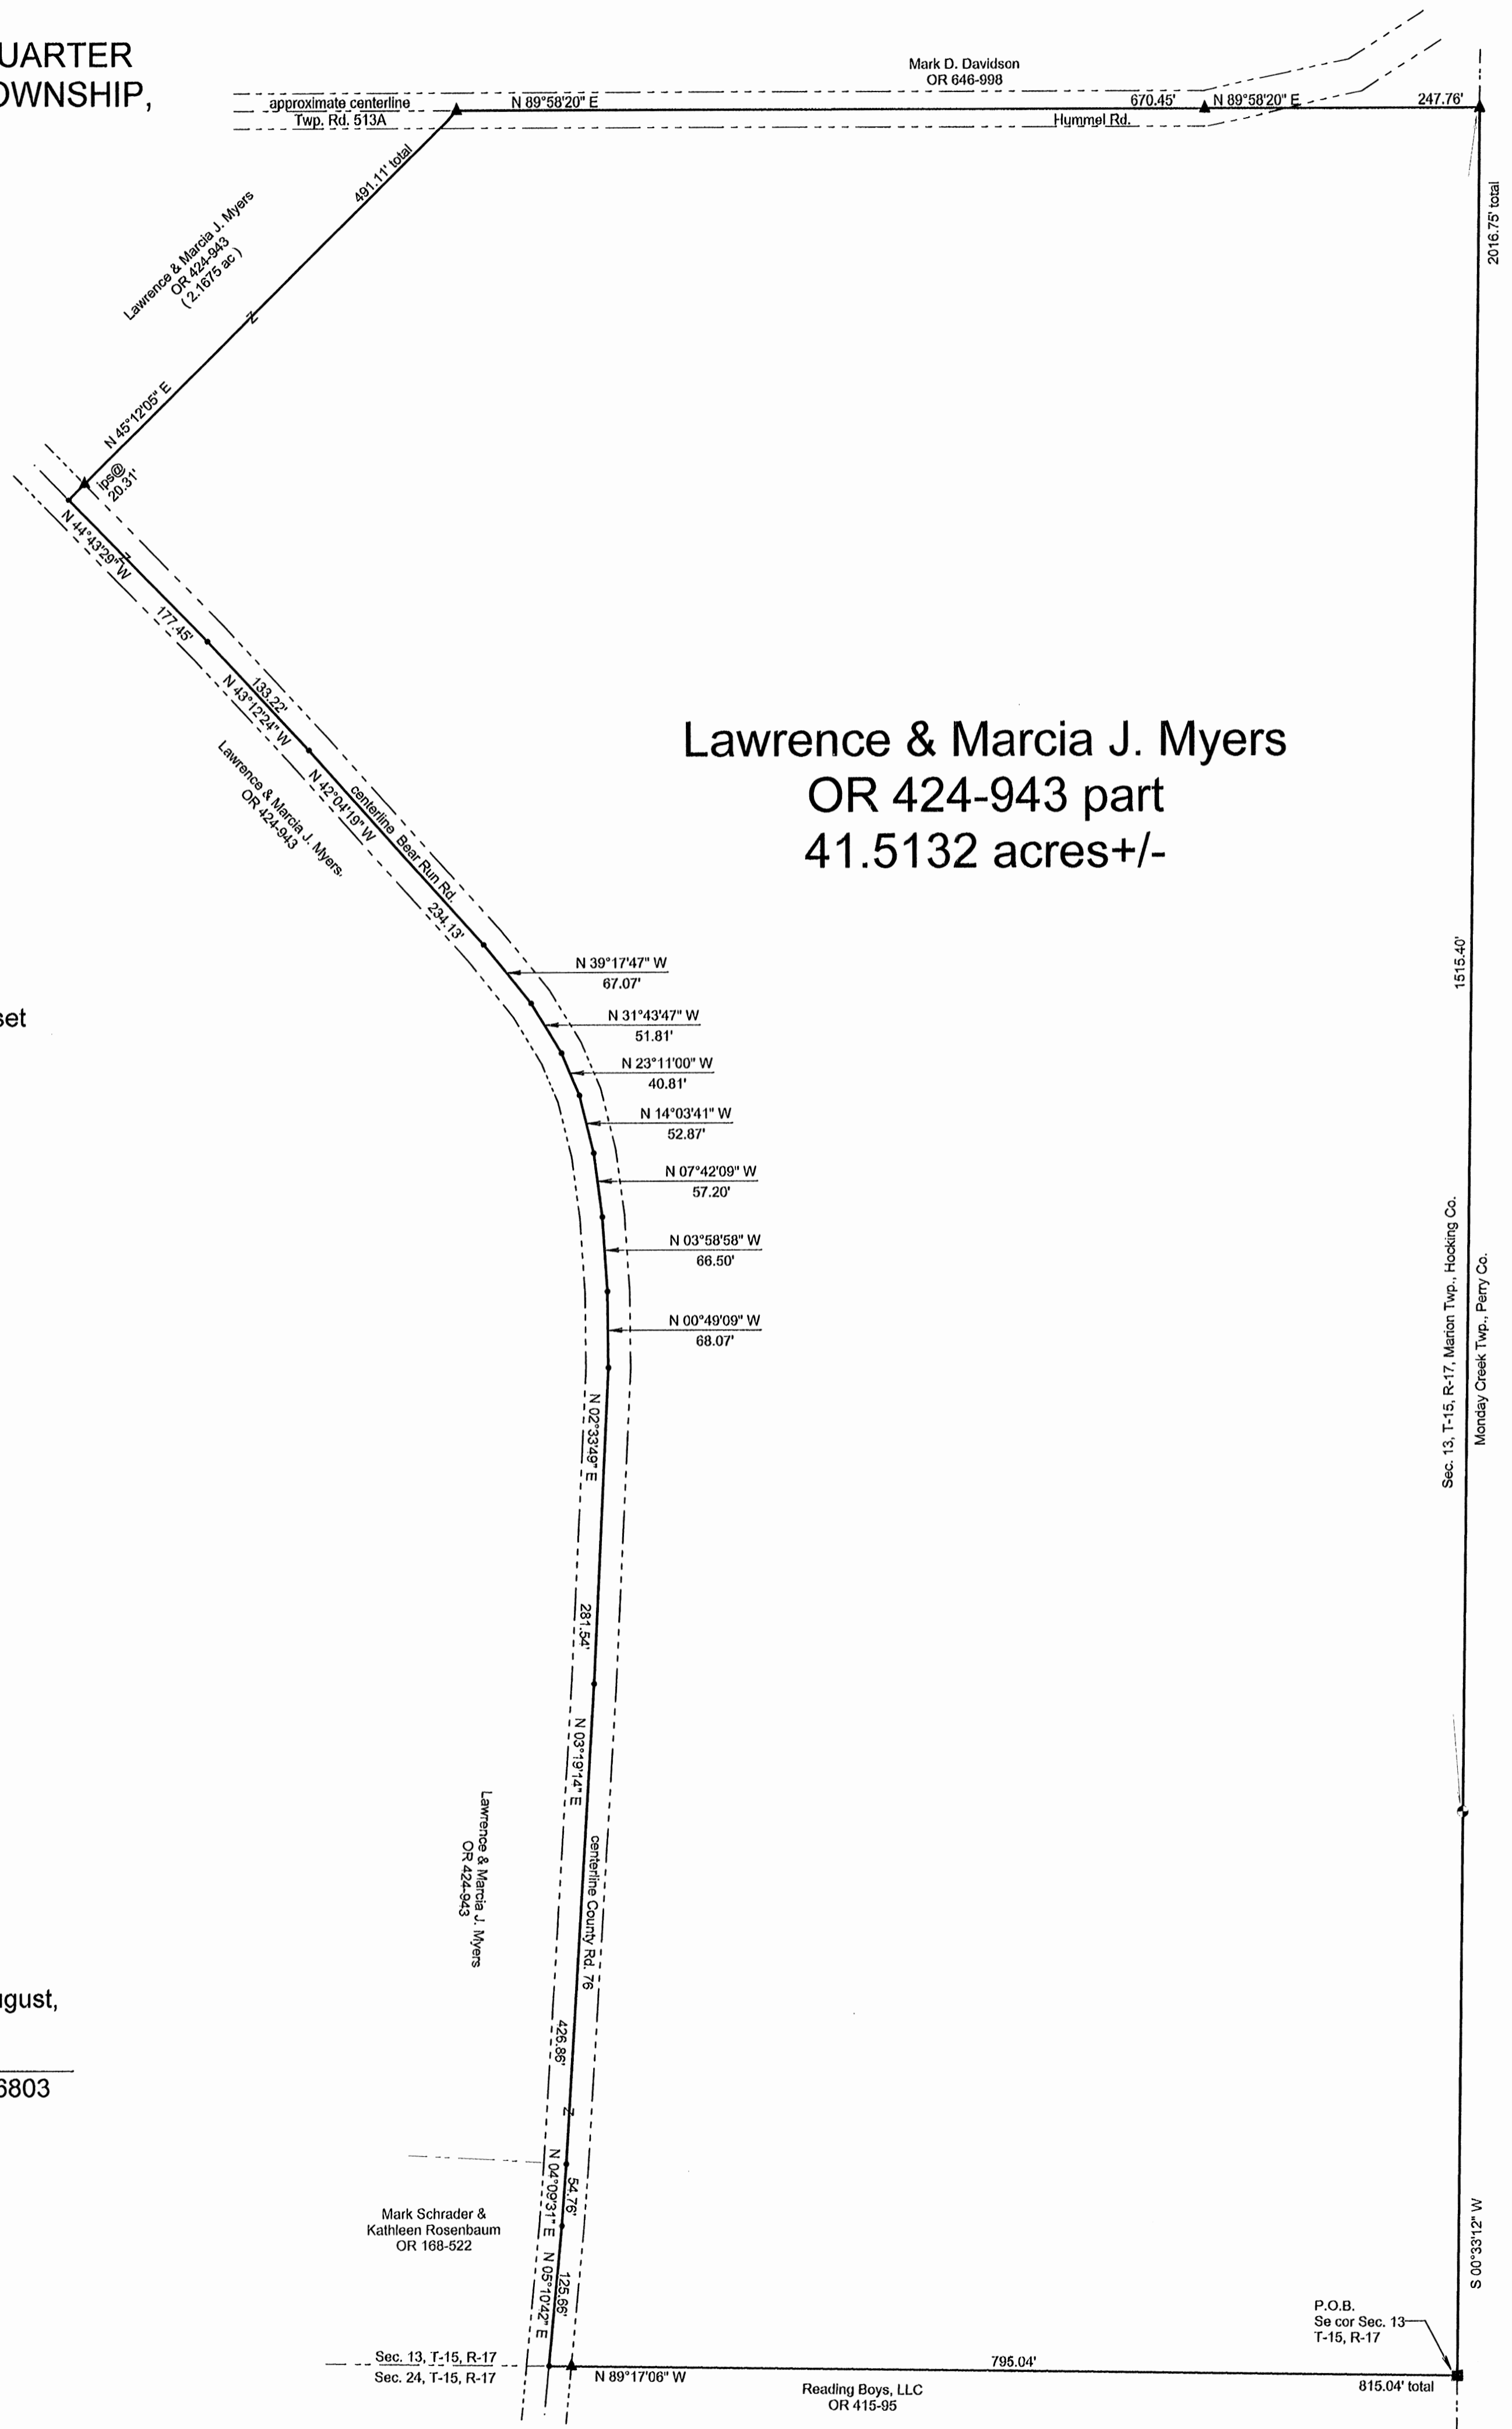 UARTER
OWNSHIP,
Mark D. Davidson
OR 646-998
approximate centerline
Twp. Rd. 513A
N 89°58'20" E
670.45'
N 89°58'20" E
247.76'
Hummel Rd.
491.11' total
2016.75' total
Lawrence & Marcia J. Myers
OR 424-943
( 2.1675 ac )
N 45°12'05" E
ips@
20.31'
N 44°43'29" W
177.45'
133.22'
N 43°12'24" W
Lawrence & Marcia J. Myers.
OR 424-943
N 42°04'19" W
centerline Bear Run Rd.
234.13'
Lawrence & Marcia J. Myers
OR 424-943 part
41.5132 acres+/-
1515.40'
N 39°17'47" W
67.07'
set
N 31°43'47" W
51.81'
N 23°11'00" W
40.81'
N 14°03'41" W
52.87'
N 07°42'09" W
57.20'
N 03°58'58" W
66.50'
N 00°49'09" W
68.07'
Sec. 13, T-15, R-17, Marion Twp., Hocking Co.
Monday Creek Twp., Perry Co.
N 02°33'49" E
281.54'
N 03°19'14" E
Lawrence & Marcia J. Myers
OR 424-943
centerline County Rd. 76
426.86'
ugust,
6803
N 04°09'31" E
54.76'
Mark Schrader &
Kathleen Rosenbaum
OR 168-522
N 05°10'42" E
125.66'
S 00°33'12" W
P.O.B.
Se cor Sec. 13
T-15, R-17
Sec. 13, T-15, R-17
Sec. 24, T-15, R-17
N 89°17'06" W
795.04'
815.04' total
Reading Boys, LLC
OR 415-95